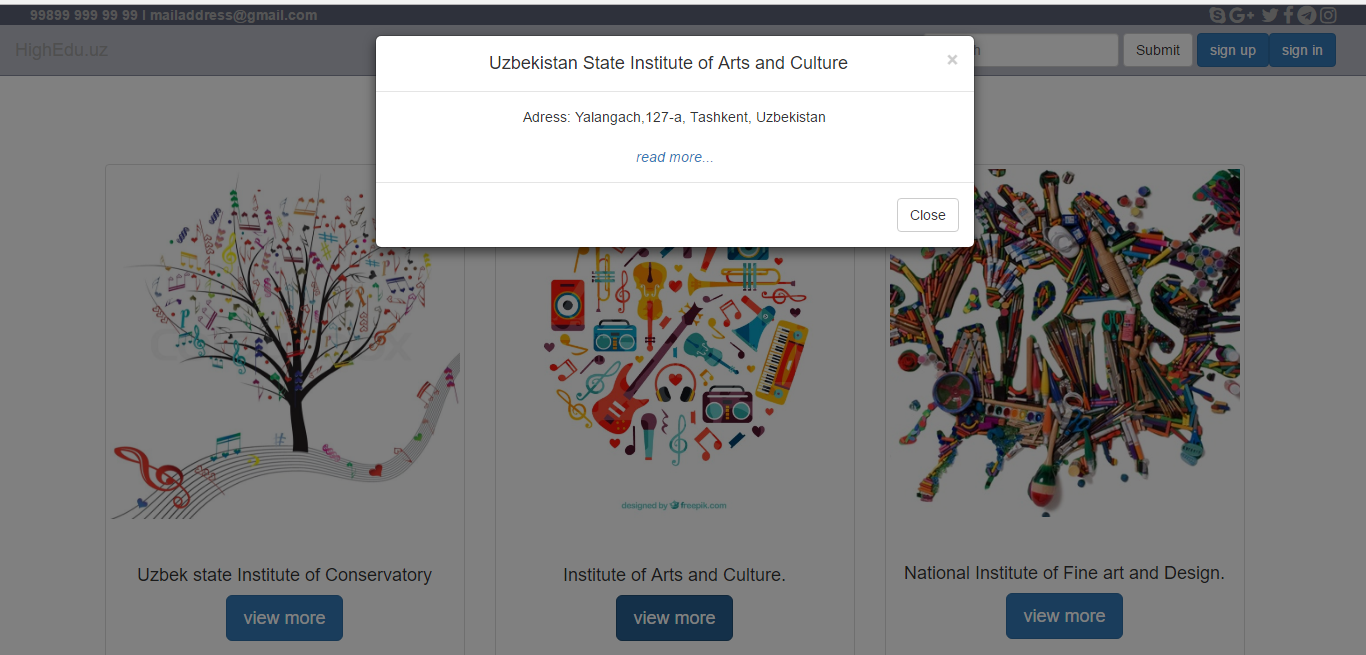 99899 999 99 99 I mailaddress@gmail.com
HighEdu.uz
Submit
sign up
sign in
Uzbekistan State Institute of Arts and Culture
×
Adress: Yalangach,127-a, Tashkent, Uzbekistan
read more...
Close
ARTS
designed by freepik.com
Uzbek state Institute of Conservatory
Institute of Arts and Culture.
National Institute of Fine art and Design.
view more
view more
view more